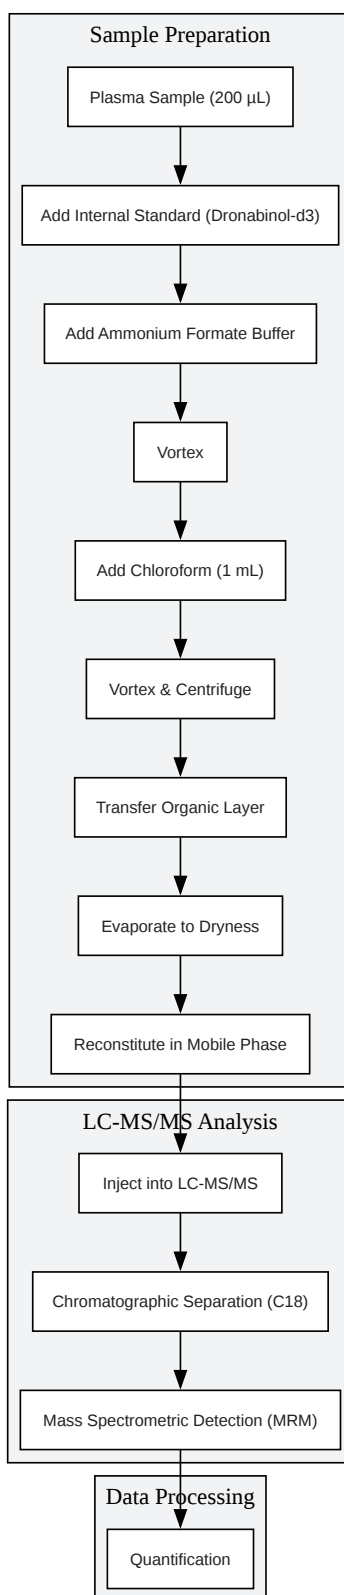 Sample Preparation
Plasma Sample (200 µL)
Add Internal Standard (Dronabinol-d3)
Add Ammonium Formate Buffer
Vortex
Add Chloroform (1 mL)
Vortex & Centrifuge
Transfer Organic Layer
Evaporate to Dryness
Reconstitute in Mobile Phase
LC-MS/MS Analysis
Inject into LC-MS/MS
Chromatographic Separation (C18)
Mass Spectrometric Detection (MRM)
Data Processing
Quantification